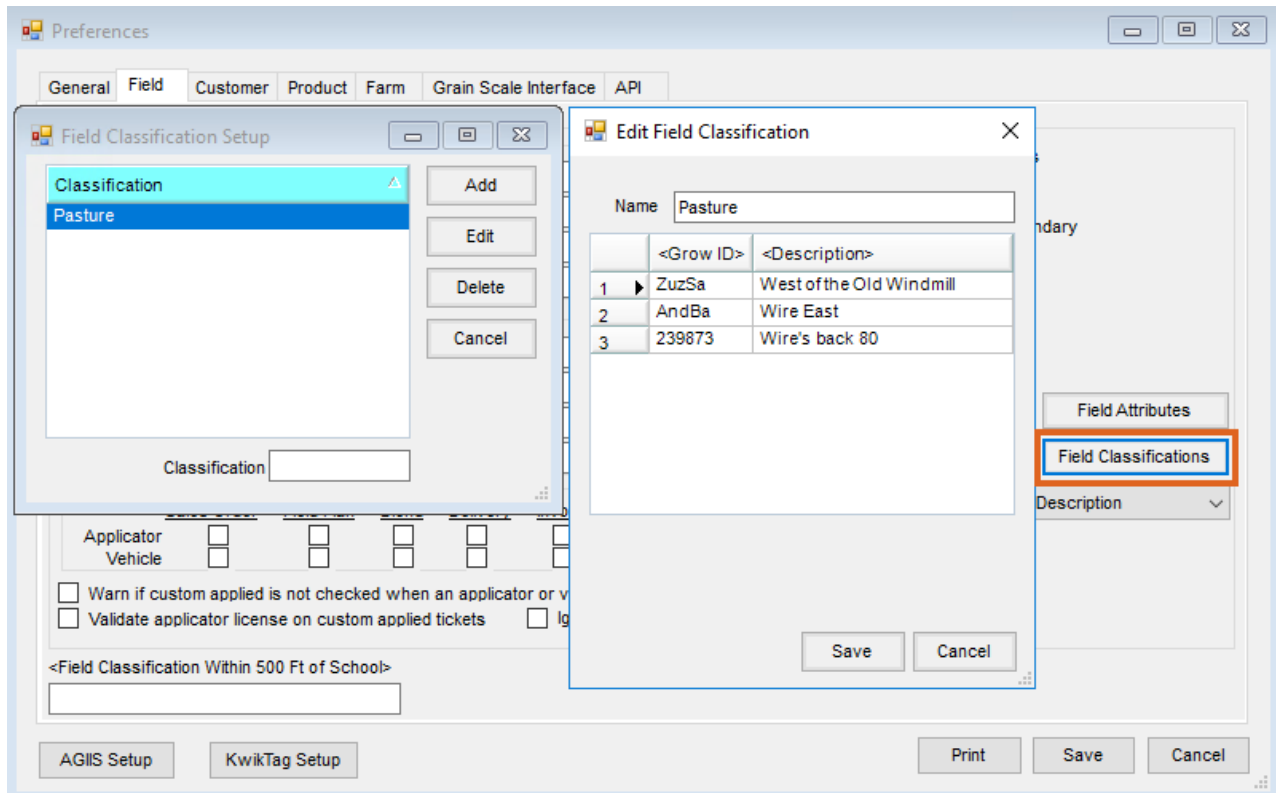 Preferences
General Field Customer Product Farm Grain Scale Interface API
Field Classification Setup
Classification
Pasture
Add
Edit
Delete
Cancel
Classification
Edit Field Classification
Name Pasture
<Grow ID> <Description>
1 ZuzSa West of the Old Windmill
2 AndBa Wire East
3 239873 Wire's back 80
Save Cancel
ndary
Field Attributes
Field Classifications
Description
Applicator
Vehicle
Warn if custom applied is not checked when an applicator or v
Validate applicator license on custom applied tickets Ig
<Field Classification Within 500 Ft of School>
AGIIS Setup KwikTag Setup Print Save Cancel